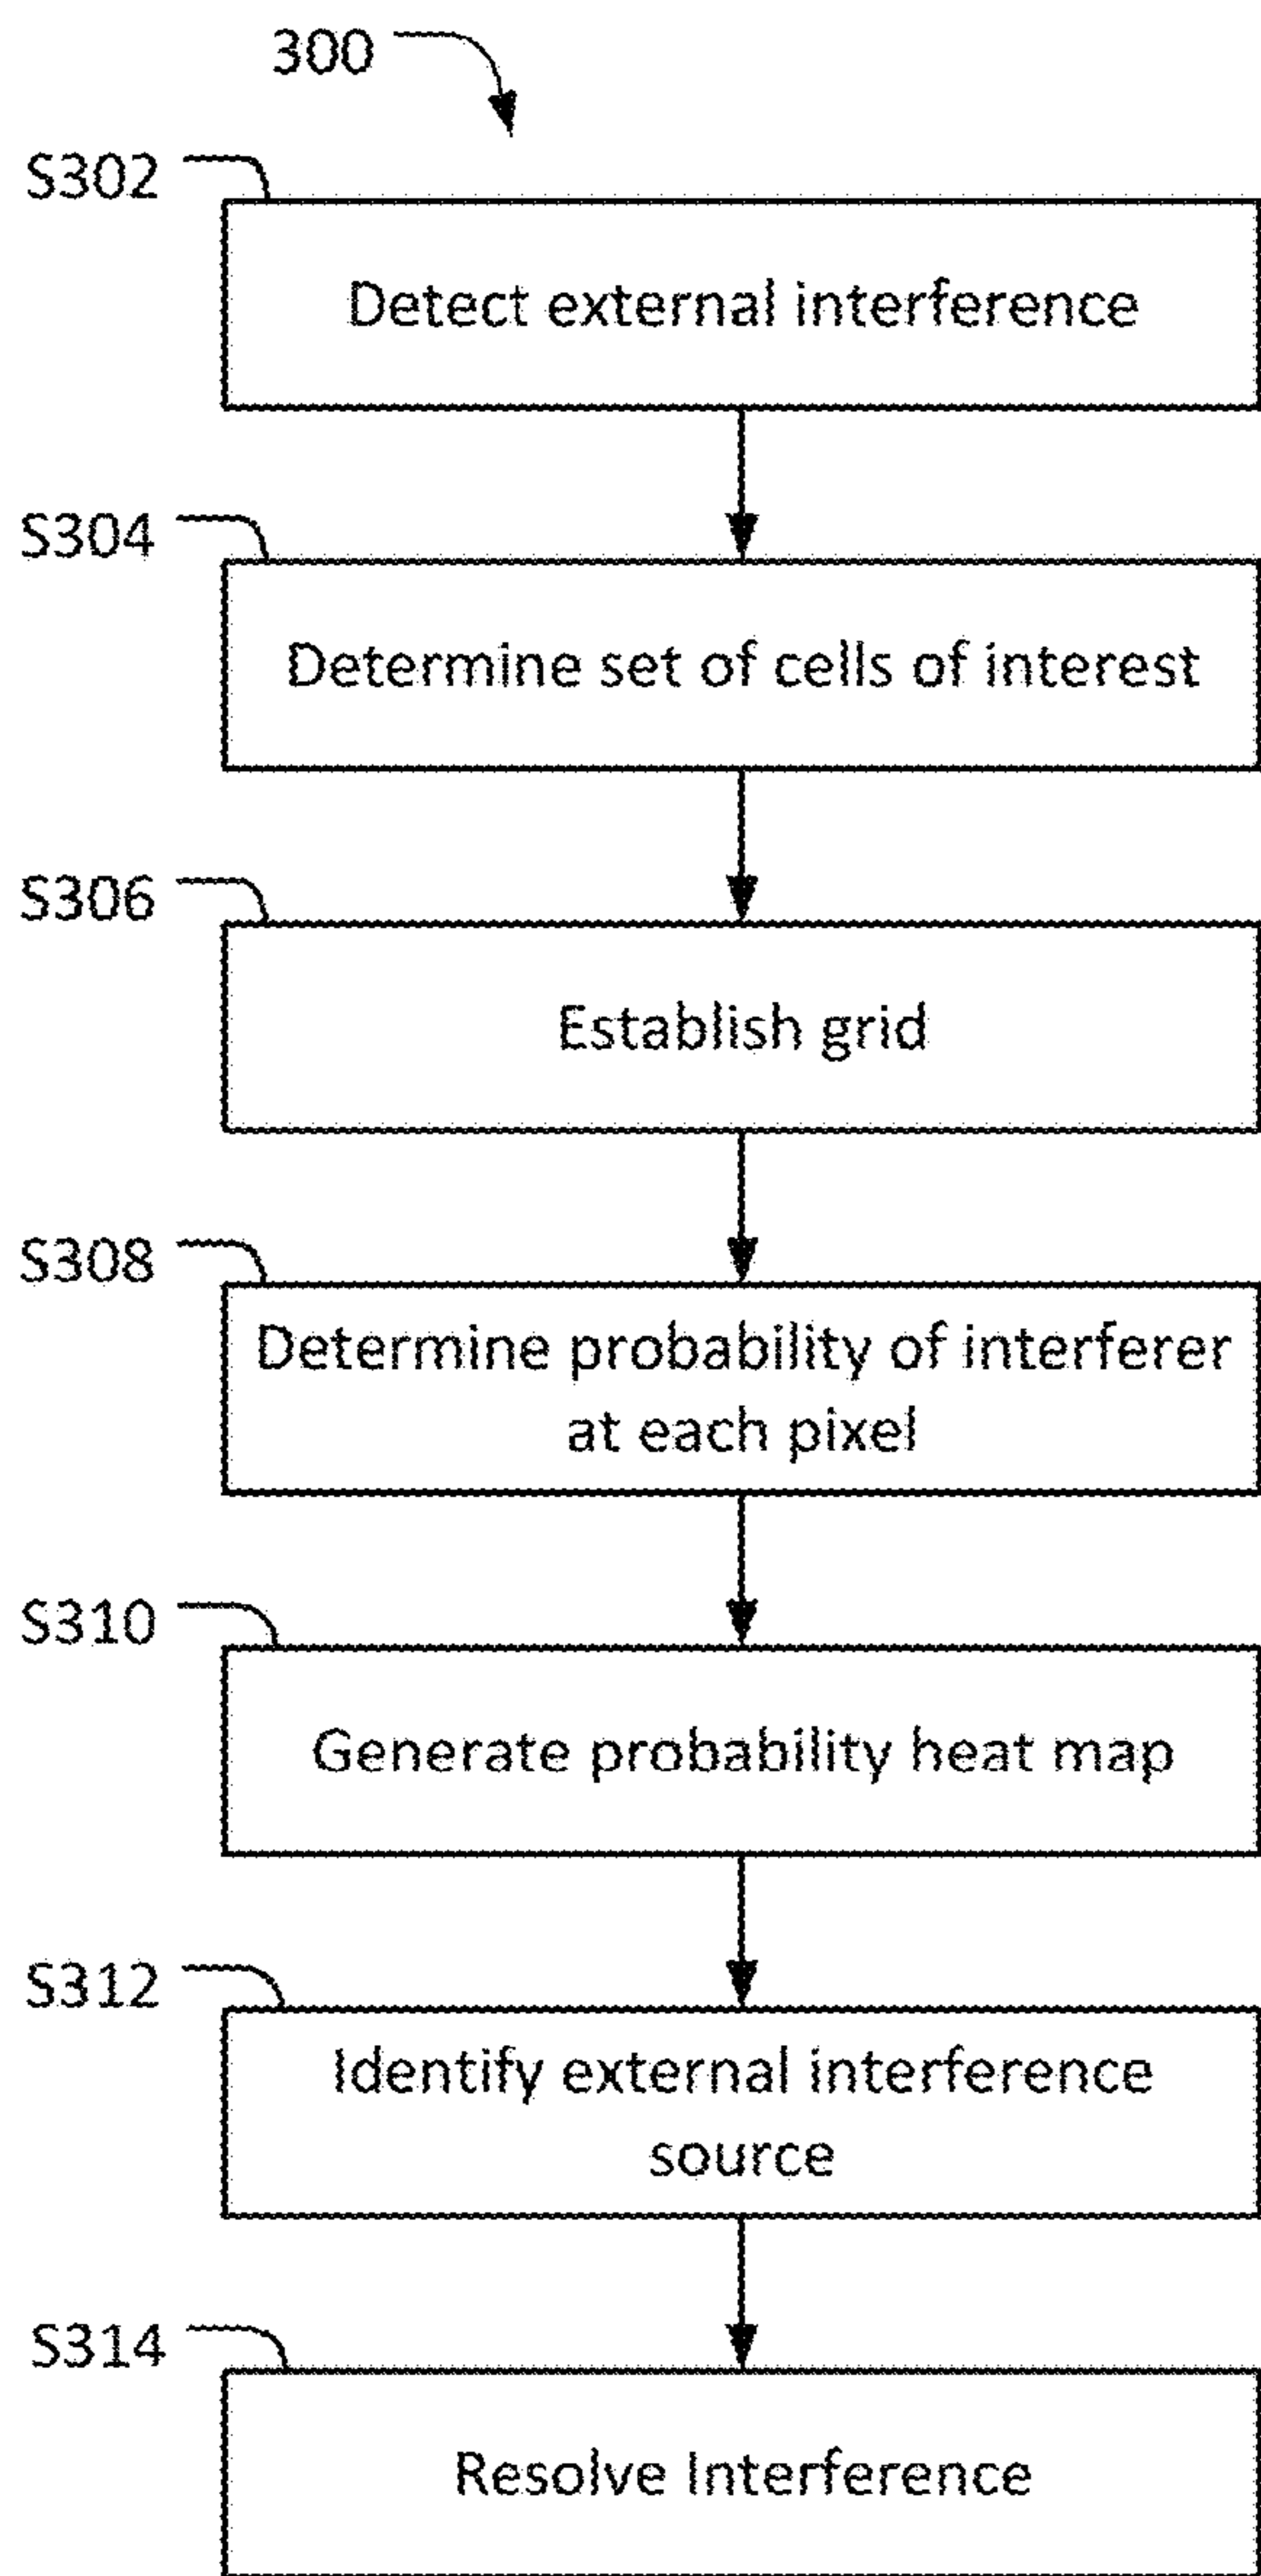 300
S302
Detect external interference
S304
Determine set of cells of interest
S306
Establish grid
S308
Determine probability of interferer
at each pixel
S310
Generate probability heat map
S312
Identify external interference
source
S314
Resolve Interference